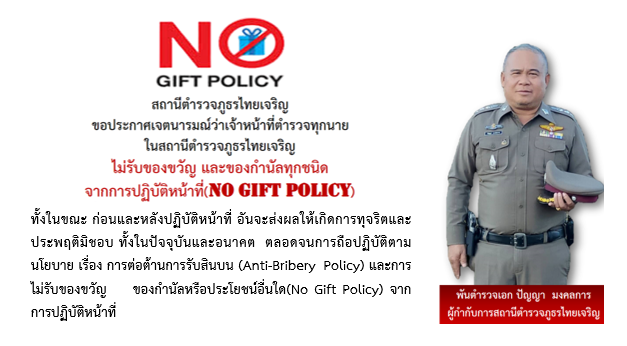 NO
GIFT POLICY
สถานีตำรวจภูธรไทยเจริญ
ขอประกาศเจตนารมณ์ว่าเจ้าหน้าที่ตำรวจทุกนาย
ในสถานีตำรวจภูธรไทยเจริญ
ไม่รับของขวัญ และของกำนัลทุกชนิด
จากการปฏิบัติหน้าที่(NO GIFT POLICY)
ทั้งในขณะ ก่อนและหลังปฏิบัติหน้าที่ อันจะส่งผลให้เกิดการทุจริตและ
ประพฤติมิชอบ ทั้งในปัจจุบันและอนาคต ตลอดจนการถือปฏิบัติตาม
นโยบาย เรื่อง การต่อต้านการรับสินบน (Anti-Bribery Policy) และการ
ไม่รับของขวัญ ของกำนัลหรือประโยชน์อื่นใด(No Gift Policy) จาก
การปฏิบัติหน้าที่
พันตำรวจเอก ปัญญา มงคลการ
ผู้กำกับการสถานีตำรวจภูธรไทยเจริญ